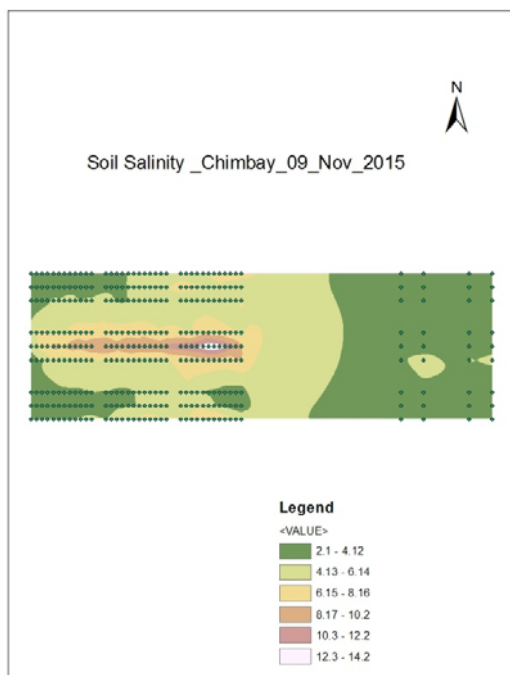 N
Soil Salinity _Chimbay_09_Nov_2015
Legend
<VALUE>
2.1 - 4.12
4.13 - 6.14
6.15 - 8.16
8.17 - 10.2
10.3 - 12.2
12.3 - 14.2